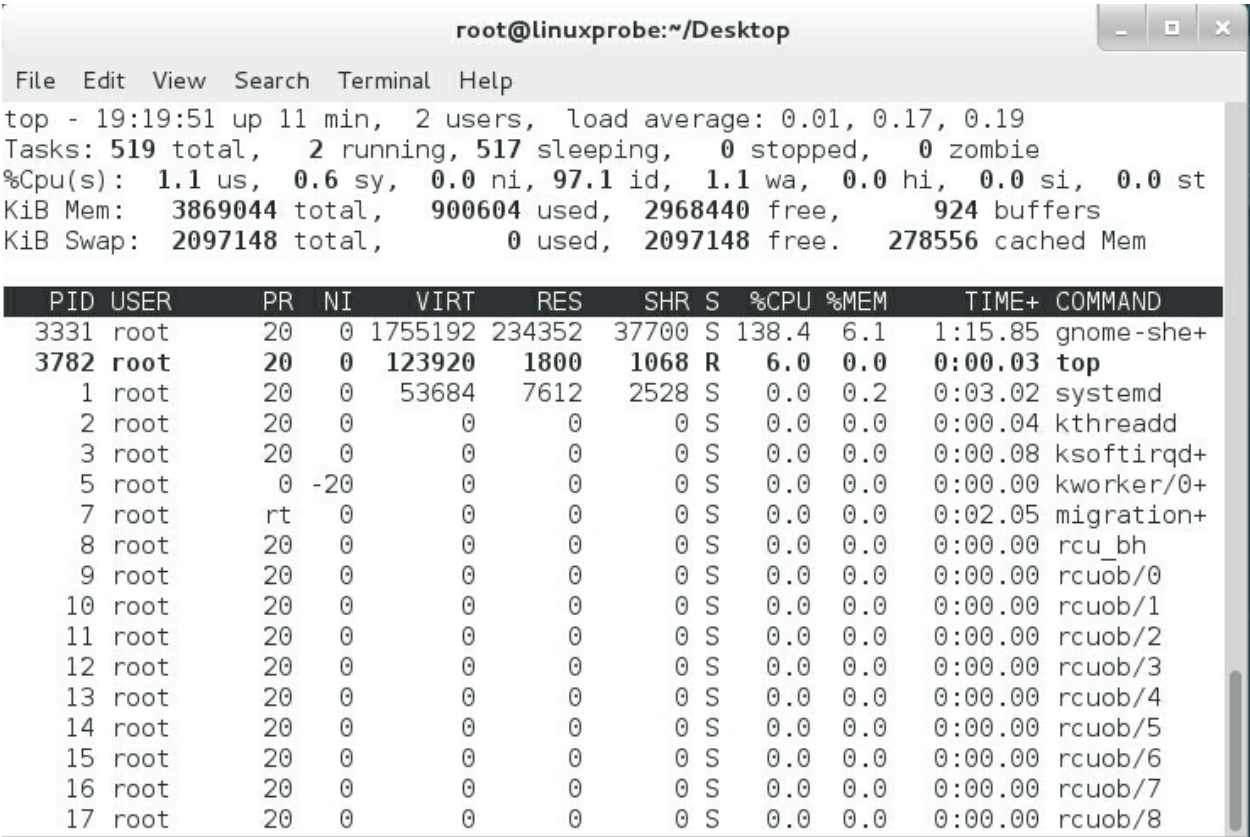 root@linuxprobe:~/Desktop
File Edit View Search Terminal Help
top - 19:19:51 up 11 min,  2 users,  load average: 0.01, 0.17, 0.19
Tasks: 519 total,   2 running, 517 sleeping,   0 stopped,   0 zombie
%Cpu(s):  1.1 us,  0.6 sy,  0.0 ni, 97.1 id,  1.1 wa,  0.0 hi,  0.0 si,  0.0 st
KiB Mem:   3869044 total,   900604 used,  2968440 free,      924 buffers
KiB Swap:  2097148 total,        0 used,  2097148 free.   278556 cached Mem
PID USER      PR  NI    VIRT    RES    SHR S  %CPU %MEM     TIME+ COMMAND
3331 root      20   0 1755192 234352  37700 S 138.4  6.1   1:15.85 gnome-she+
3782 root      20   0  123920   1800   1068 R   6.0  0.0   0:00.03 top
1 root      20   0   53684   7612   2528 S   0.0  0.2   0:03.02 systemd
2 root      20   0       0      0      0 S   0.0  0.0   0:00.04 kthreadd
3 root      20   0       0      0      0 S   0.0  0.0   0:00.08 ksoftirqd+
5 root       0 -20       0      0      0 S   0.0  0.0   0:00.00 kworker/0+
7 root      rt   0       0      0      0 S   0.0  0.0   0:02.05 migration+
8 root      20   0       0      0      0 S   0.0  0.0   0:00.00 rcu_bh
9 root      20   0       0      0      0 S   0.0  0.0   0:00.00 rcuob/0
10 root      20   0       0      0      0 S   0.0  0.0   0:00.00 rcuob/1
11 root      20   0       0      0      0 S   0.0  0.0   0:00.00 rcuob/2
12 root      20   0       0      0      0 S   0.0  0.0   0:00.00 rcuob/3
13 root      20   0       0      0      0 S   0.0  0.0   0:00.00 rcuob/4
14 root      20   0       0      0      0 S   0.0  0.0   0:00.00 rcuob/5
15 root      20   0       0      0      0 S   0.0  0.0   0:00.00 rcuob/6
16 root      20   0       0      0      0 S   0.0  0.0   0:00.00 rcuob/7
17 root      20   0       0      0      0 S   0.0  0.0   0:00.00 rcuob/8